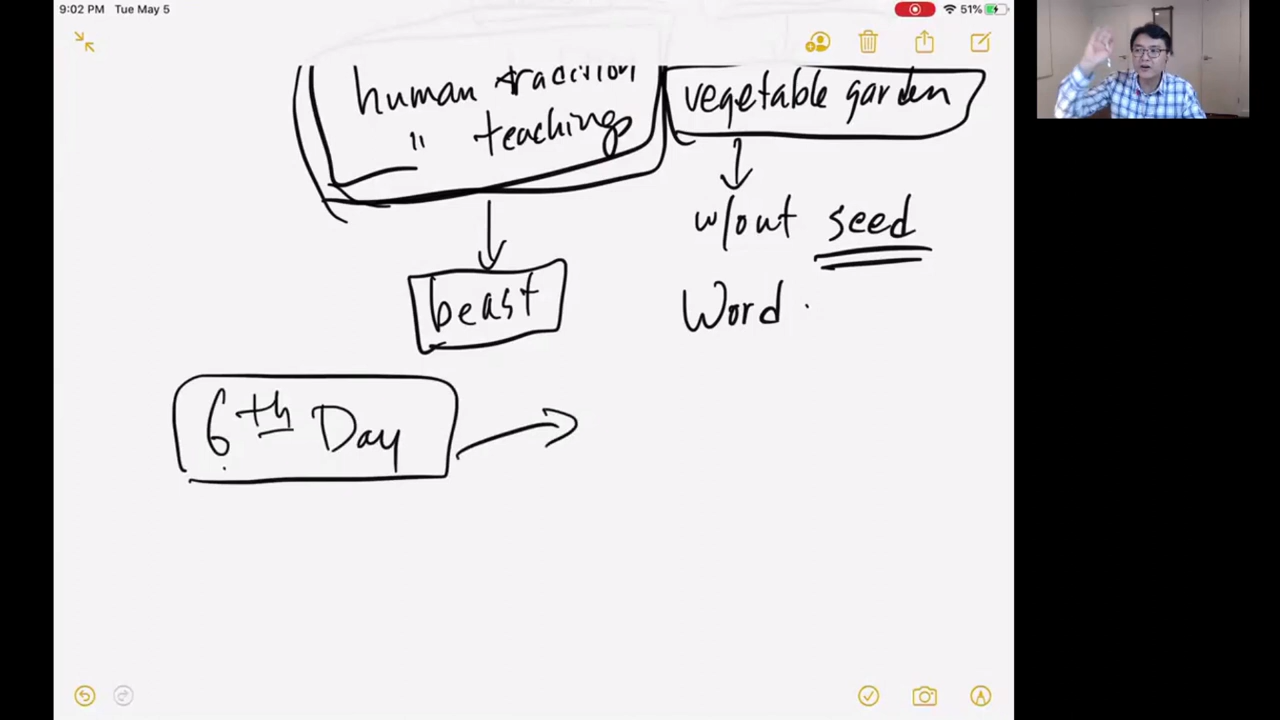 9:02 PM Tue May 5
51%
human tradition
" teachings
vegetable garden
w/out seed
beast
Word
6th Day